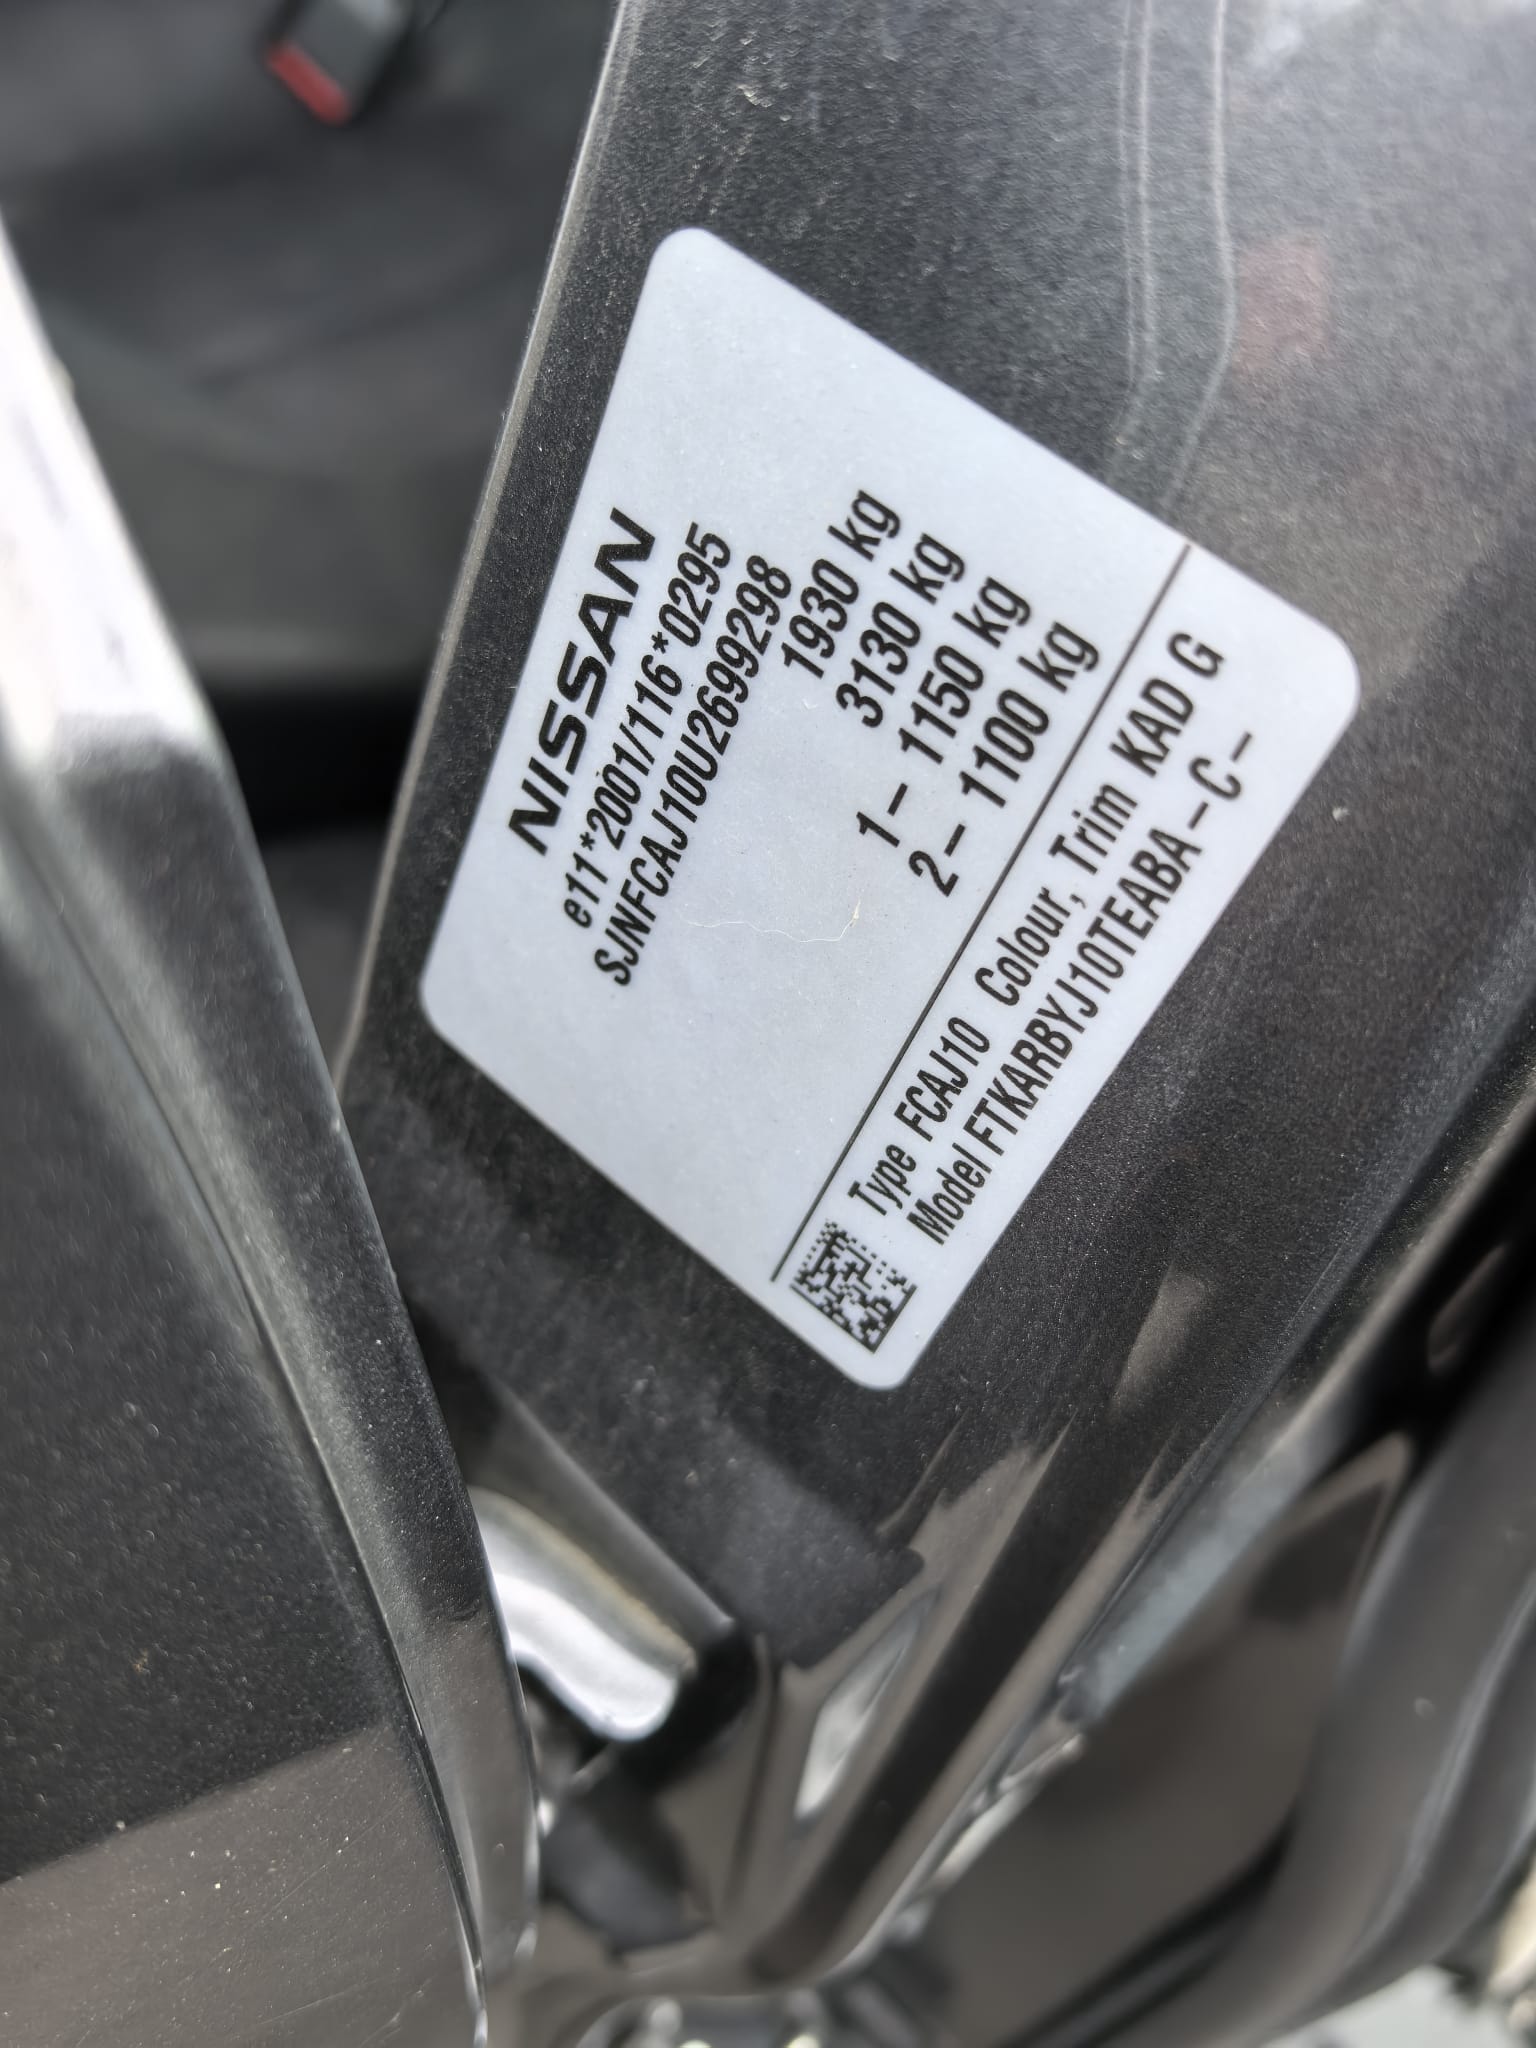 NISSAN
e11*2001/116*0295
SJNFCAJ10U2699298
1930 kg
3130 kg
1– 1150 kg
2– 1100 kg
Type FCAJ10 Colour, Trim KAD G
Model FTKARBYJ10TEABA –C–